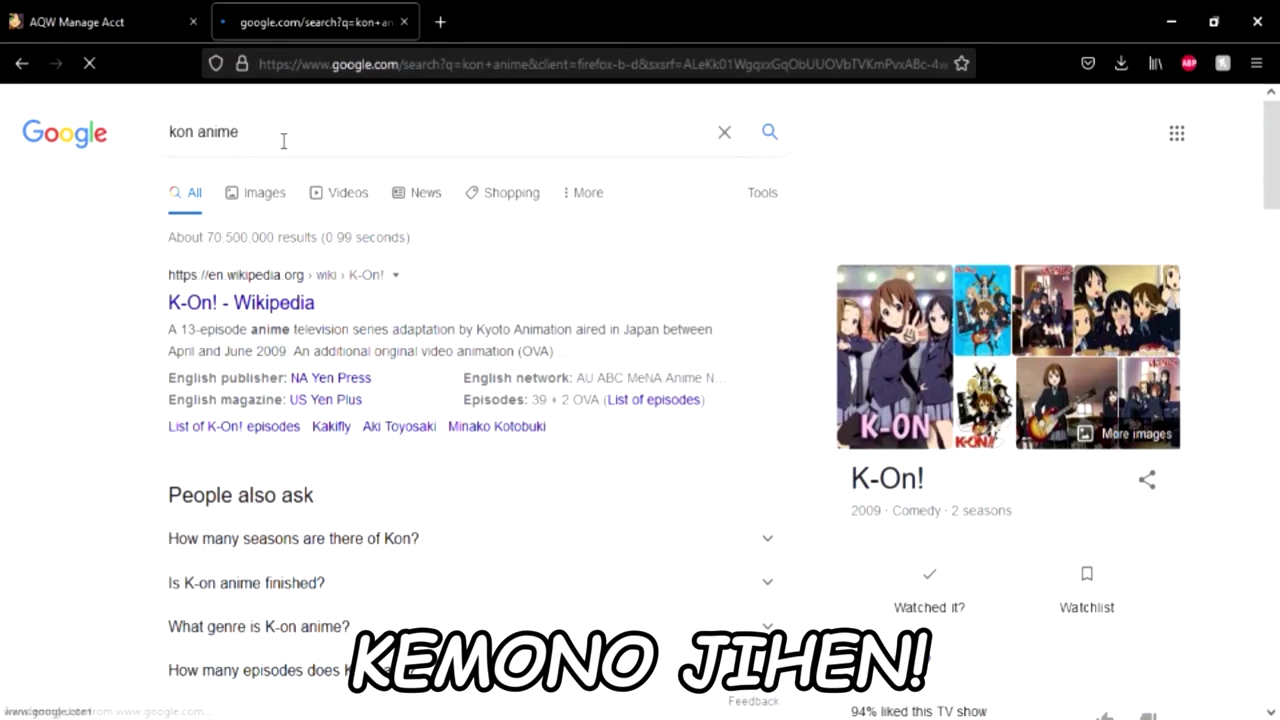 AQW Manage Acct
google.com/search?q=kon+an
https://www.google.com/search?q=kon+anime&client=firefox-b-d&sxsrf=ALeKk01WgqxxGqObUUOVbTVKmPvxABc-4w
ABP
Google
kon anime
All Images Videos News Shopping More Tools
About 70,500,000 results (0.99 seconds)
https://en.wikipedia.org › wiki › K-On!
K-On! - Wikipedia
A 13-episode anime television series adaptation by Kyoto Animation aired in Japan between
April and June 2009. An additional original video animation (OVA) ...
English publisher: NA Yen Press English network: AU ABC MeNA Anime N...
English magazine: US Yen Plus Episodes: 39 + 2 OVA (List of episodes)
List of K-On! episodes Kakifly Aki Toyosaki Minako Kotobuki
K-ON
K-ON!!
More images
K-On!
2009 · Comedy · 2 seasons
Watched it? Watchlist
People also ask
How many seasons are there of Kon?
Is K-on anime finished?
What genre is K-on anime?
How many episodes does K
KEMONO JIHEN!
Feedback
94% liked this TV show
www.google.com